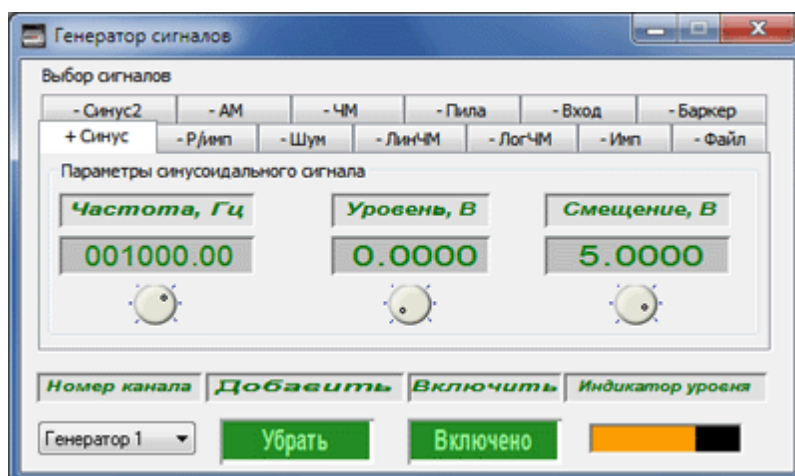 Генератор сигналов
Выбор сигналов
- Синус2 - АМ - ЧМ - Пила - Вход - Баркер
+ Синус - Р/имп - Шум - ЛинЧМ - ЛогЧМ - Имп - Файл
Параметры синусоидального сигнала
Частота, Гц Уровень, В Смещение, В
001000.00 0.0000 5.0000
Номер канала Добавить Включить Индикатор уровня
Генератор 1 Убрать Включено